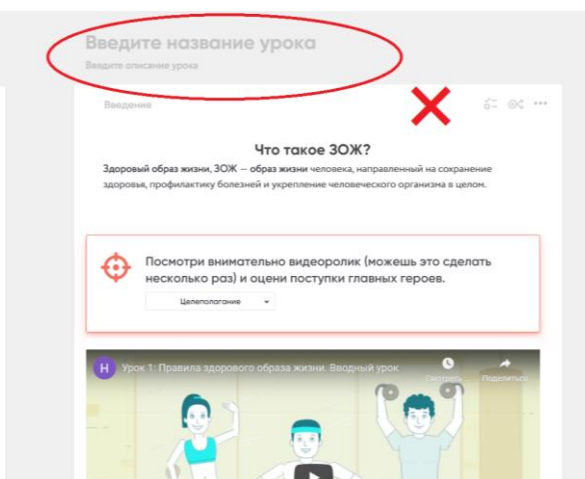 Введите название урока
Введите описание урока
Введение
Что такое ЗОЖ?
Здоровый образ жизни, ЗОЖ — образ жизни человека, направленный на сохранение
здоровья, профилактику болезней и укрепление человеческого организма в целом.
Посмотри внимательно видеоролик (можешь это сделать
несколько раз) и оцени поступки главных героев.
Целеполагание
Н Урок 1: Правила здорового образа жизни. Вводный урок
Смотреть... Поделиться